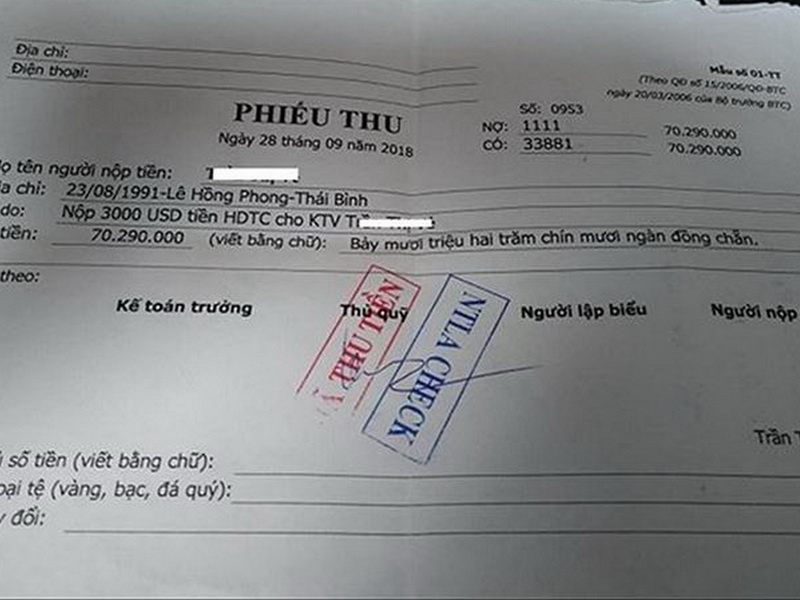 Địa chỉ:
Điện thoại:
Mẫu số 01-TT
(Theo QĐ số 15/2006/QĐ-BTC
ngày 20/03/2006 của Bộ trưởng BTC)
PHIẾU THU
Ngày 28 tháng 09 năm 2018
Số: 0953
NỢ: 1111 70.290.000
CÓ: 33881 70.290.000
ọ tên người nộp tiền:
a chỉ: 23/08/1991-Lê Hồng Phong-Thái Bình
do: Nộp 3000 USD tiền HDTC cho KTV
tiền: 70.290.000 (viết bằng chữ): Bảy mươi triệu hai trăm chín mươi ngàn đồng chẵn.
theo:
Kế toán trưởng Thủ quỹ Người lập biểu Người nộp
THU TIỀN
NTLA CHECK
Trần T
số tiền (viết bằng chữ):
oại tệ (vàng, bạc, đá quý):
y đổi: